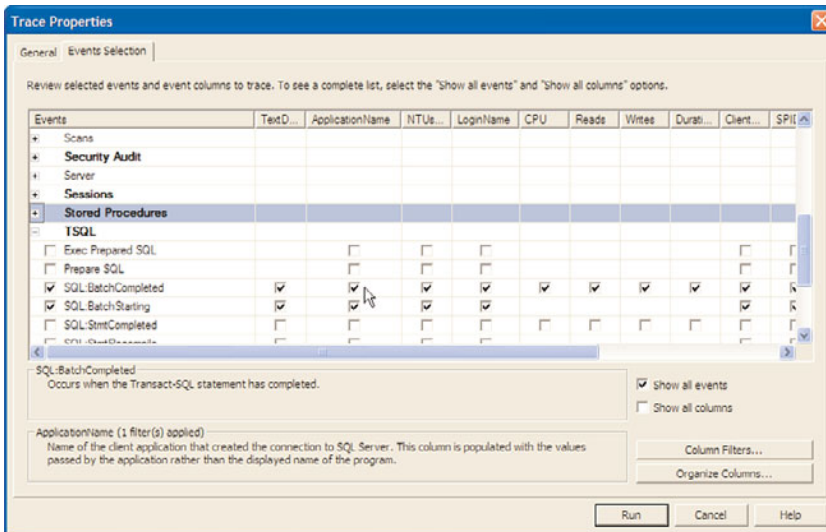 Trace Properties
General Events Selection
Review selected events and event columns to trace. To see a complete list, select the "Show all events" and "Show all columns" options.
Events TextD... ApplicationName NTUs... LoginName CPU Reads Writes Durati... Client... SPID
Scans
Security Audit
Server
Sessions
Stored Procedures
TSQL
Exec Prepared SQL
Prepare SQL
SQL:BatchCompleted
SQL:BatchStarting
SQL:StmtCompleted
SQL:BatchCompleted
Occurs when the Transact-SQL statement has completed.
Show all events
Show all columns
ApplicationName (1 filter(s) applied)
Name of the client application that created the connection to SQL Server. This column is populated with the values
passed by the application rather than the displayed name of the program.
Column Filters...
Organize Columns...
Run Cancel Help